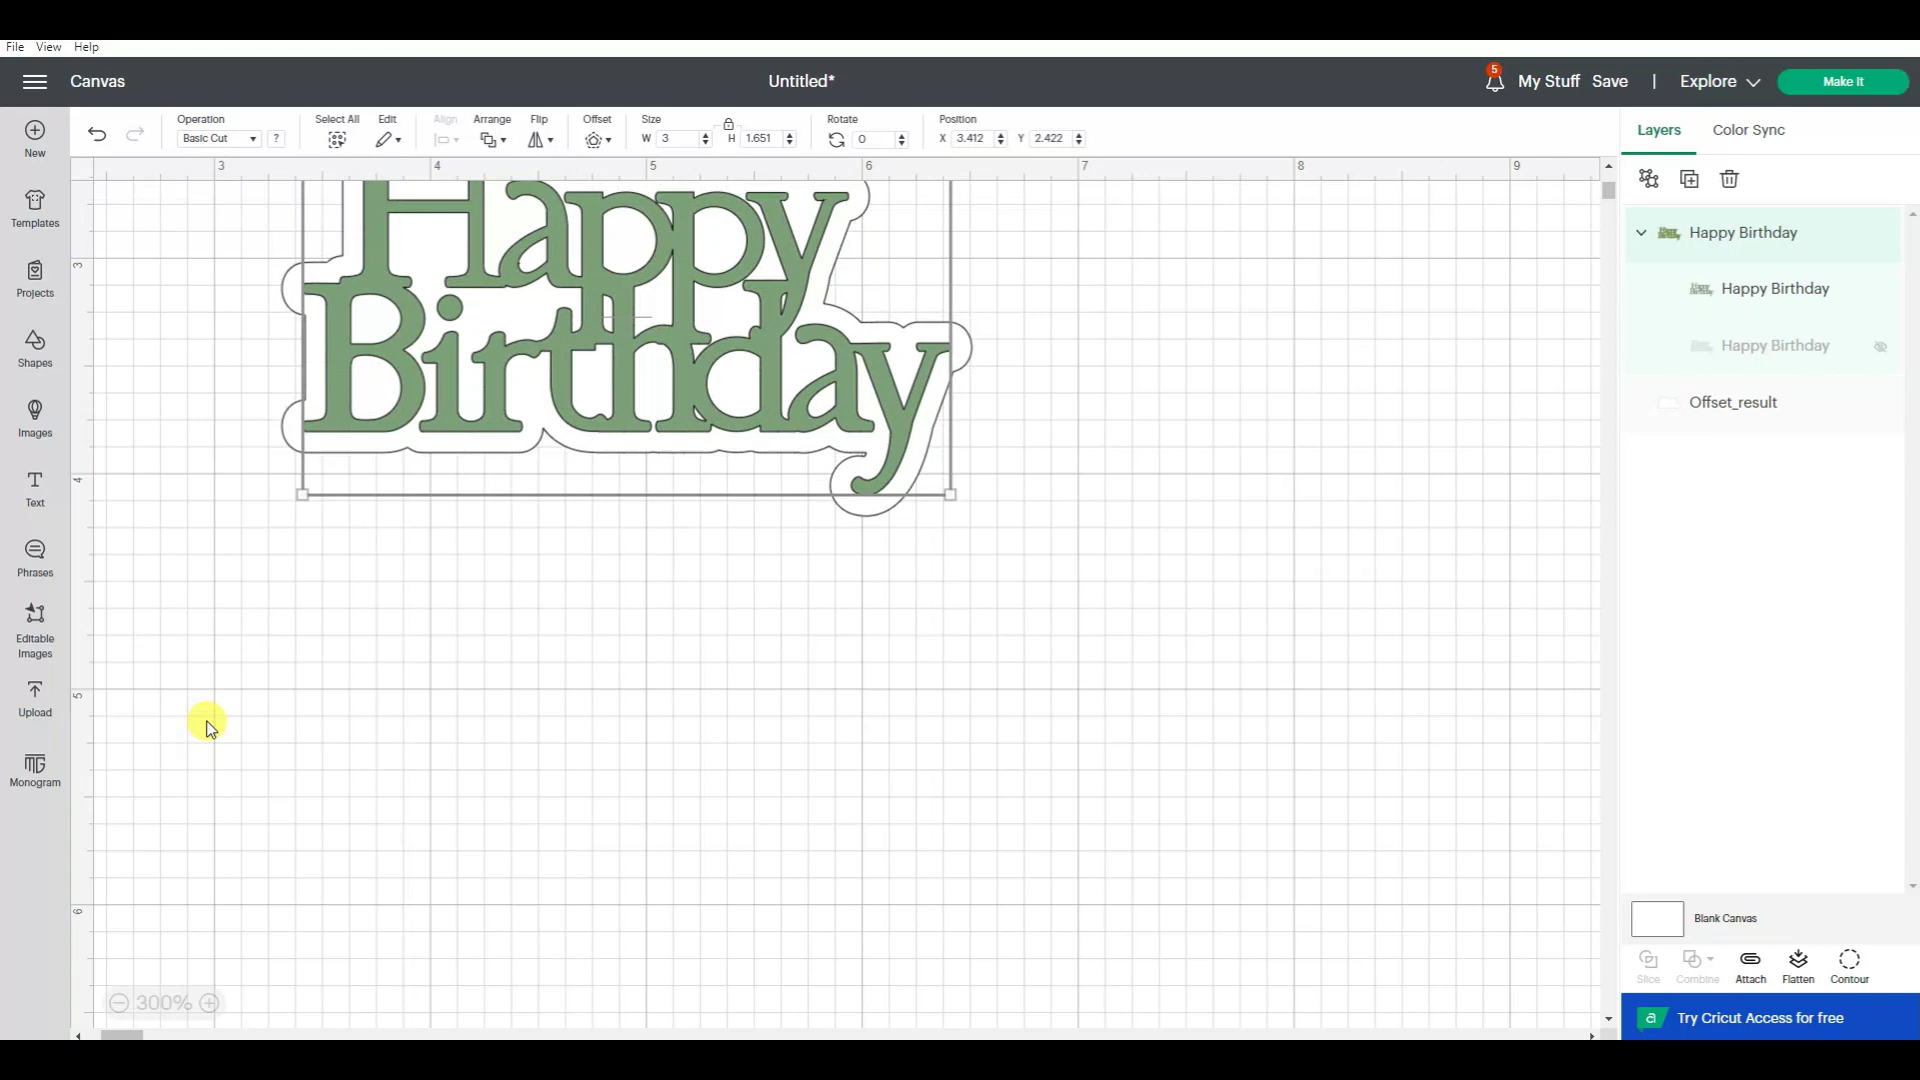 File View Help
Canvas
Untitled*
5
My Stuff Save | Explore
Make It
New
Templates
Projects
Shapes
Images
Text
Phrases
Editable
Images
Upload
Monogram
Operation
Basic Cut
?
Select All
Edit
Align
Arrange
Flip
Offset
Size
W 3
H 1.651
Rotate
0
Position
X 3.412
Y 2.422
3 4 5 6 7 8 9
3
4
5
6
Happy
Birthday
300%
Layers
Color Sync
Happy Birthday
Happy Birthday
Happy Birthday
Offset_result
Blank Canvas
Slice
Combine
Attach
Flatten
Contour
a
Try Cricut Access for free